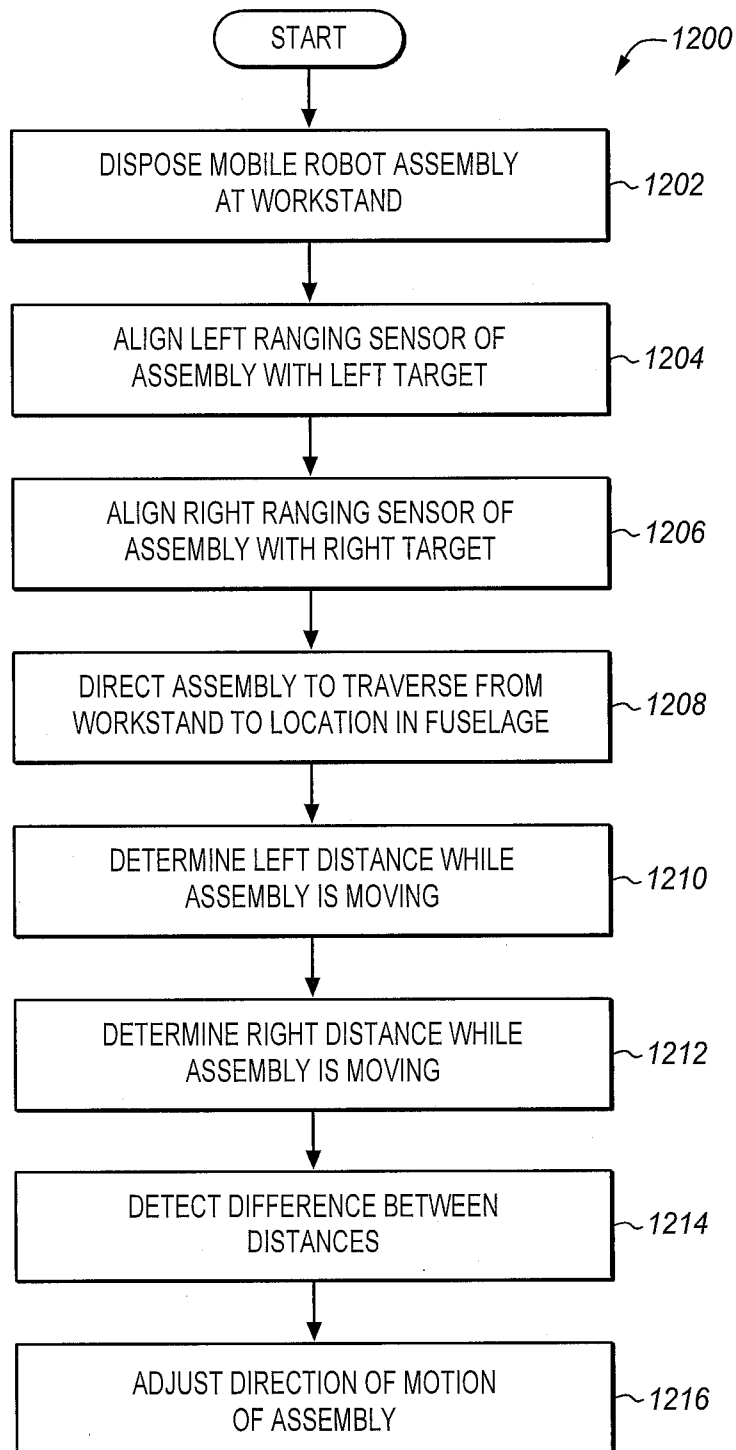 START
1200
DISPOSE MOBILE ROBOT ASSEMBLY
AT WORKSTAND
1202
ALIGN LEFT RANGING SENSOR OF
ASSEMBLY WITH LEFT TARGET
1204
ALIGN RIGHT RANGING SENSOR OF
ASSEMBLY WITH RIGHT TARGET
1206
DIRECT ASSEMBLY TO TRAVERSE FROM
WORKSTAND TO LOCATION IN FUSELAGE
1208
DETERMINE LEFT DISTANCE WHILE
ASSEMBLY IS MOVING
1210
DETERMINE RIGHT DISTANCE WHILE
ASSEMBLY IS MOVING
1212
DETECT DIFFERENCE BETWEEN
DISTANCES
1214
ADJUST DIRECTION OF MOTION
OF ASSEMBLY
1216